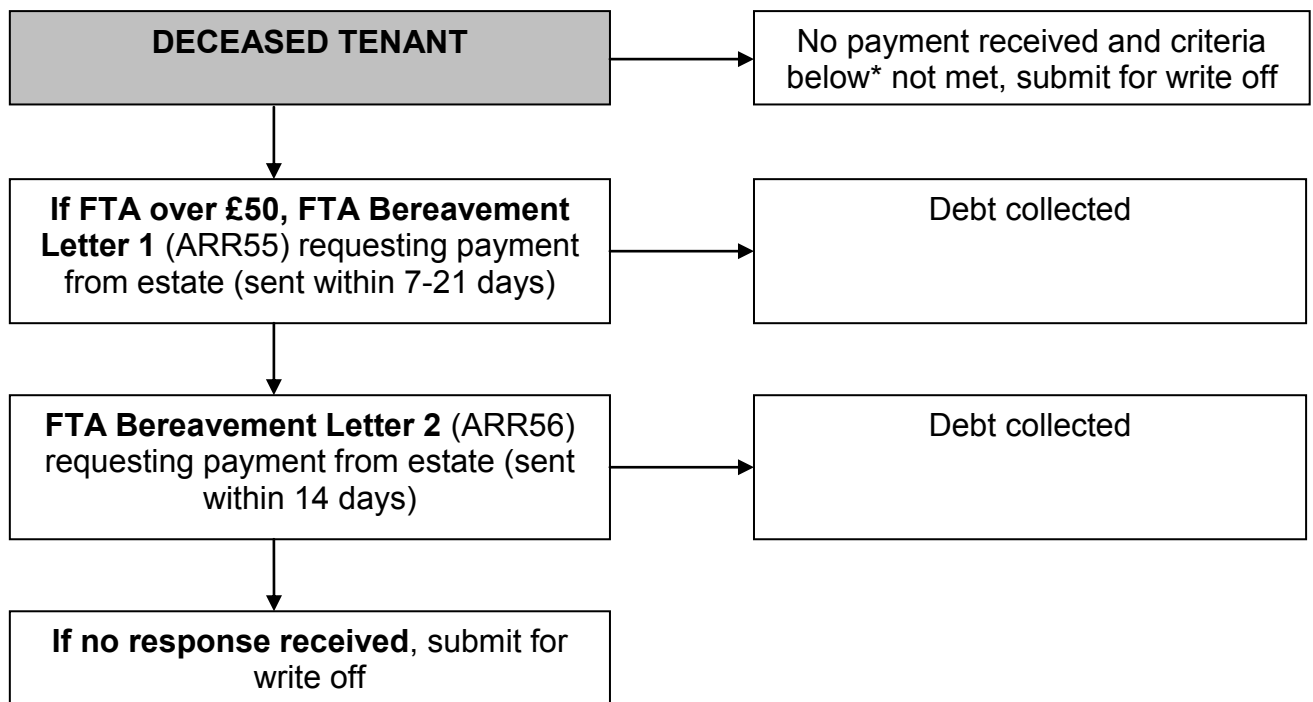 DECEASED TENANT
No payment received and criteria
below* not met, submit for write off
If FTA over £50, FTA Bereavement
Letter 1 (ARR55) requesting payment
from estate (sent within 7-21 days)
Debt collected
FTA Bereavement Letter 2 (ARR56)
requesting payment from estate (sent
within 14 days)
Debt collected
If no response received, submit for
write off